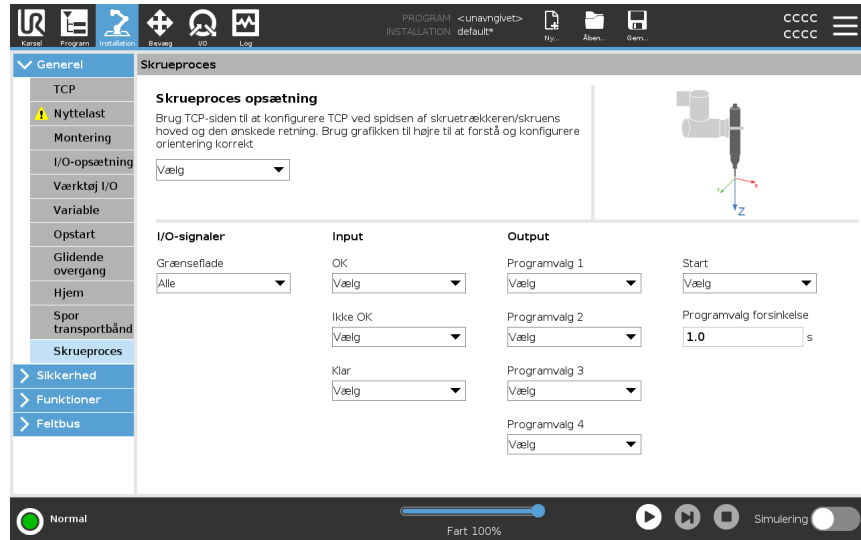 UR
Kørsel
Program
Installation
Bevæg
I/O
Log
PROGRAM <unavngivet>
INSTALLATION default*
Ny...
Åben...
Gem...
CCCC
CCCC
Generel
TCP
Nyttelast
Montering
I/O-opsætning
Værktøj I/O
Variable
Opstart
Glidende
overgang
Hjem
Spor
transportbånd
Skrueproces
Sikkerhed
Funktioner
Feltbus
Skrueproces
Skrueproces opsætning
Brug TCP-siden til at konfigurere TCP ved spidsen af skruetrækkeren/skruens
hoved og den ønskede retning. Brug grafikken til højre til at forstå og konfigurere
orientering korrekt
Vælg
Y
X
Z
I/O-signaler
Input
Output
Grænseflade
Alle
OK
Vælg
Ikke OK
Vælg
Klar
Vælg
Programvalg 1
Vælg
Programvalg 2
Vælg
Programvalg 3
Vælg
Programvalg 4
Vælg
Start
Vælg
Programvalg forsinkelse
1.0 s
Normal
Fart 100%
Simulering